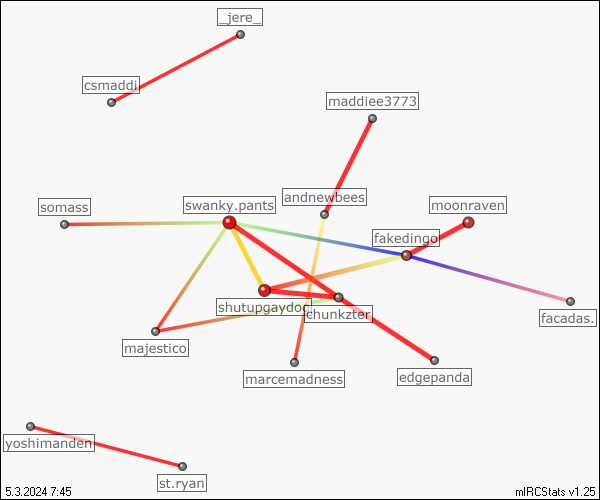 _jere_
csmaddi
maddiee3773
andnewbees
swanky.pants
somass
moonraven
fakedingo
shutupgaydor
chunkzter
facadas.
majestico
marcemadness
edgepanda
yoshimanden
st.ryan
5.3.2024 7:45
mIRCStats v1.25